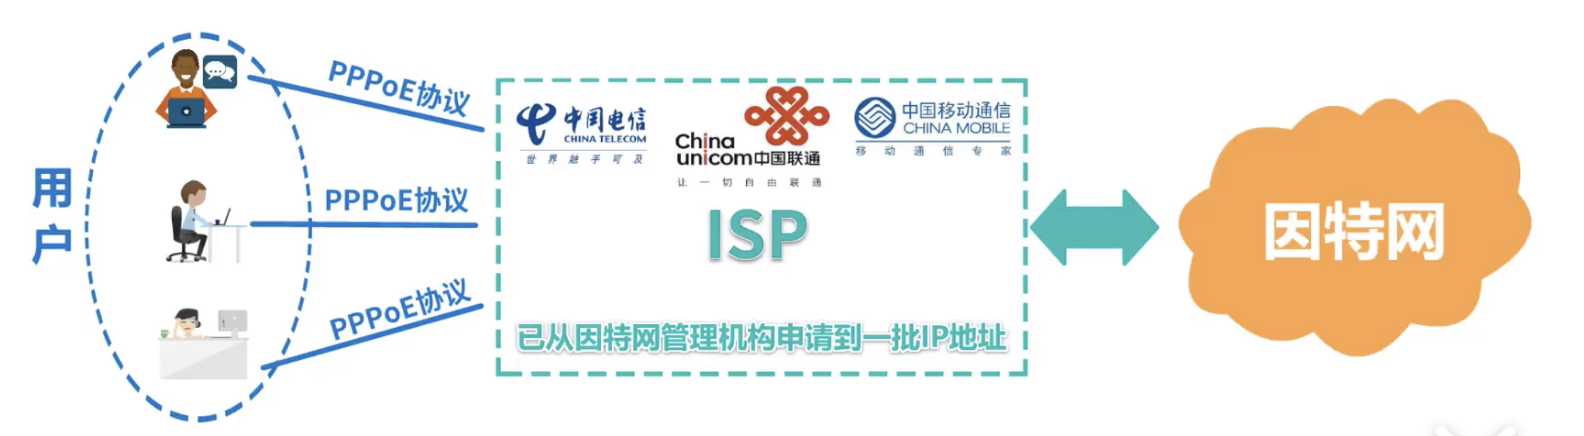 用户
PPPoE协议
PPPoE协议
PPPoE协议
中国电信
CHINA TELECOM
世界触手可及
China
unicom中国联通
让一切自由联通
中国移动通信
CHINA MOBILE
移动通信专家
ISP
已从因特网管理机构申请到一批IP地址
因特网